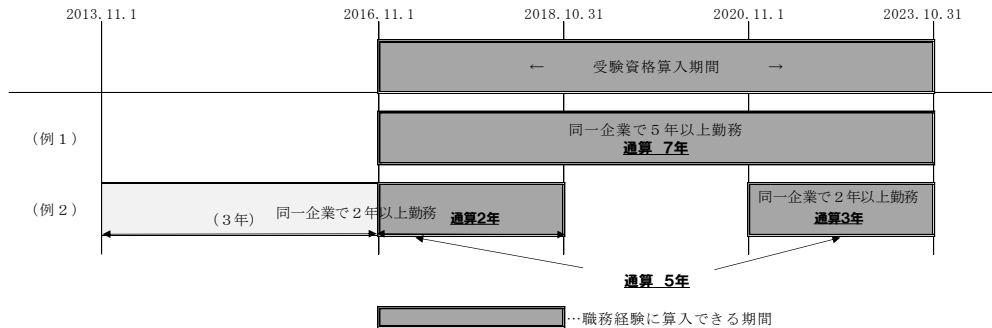 2013.11.1 2016.11.1 2018.10.31 2020.11.1 2023.10.31
← 受験資格算入期間 →
(例1) 同一企業で5年以上勤務
通算 7年
(例2) 同一企業で2年以上勤務 同一企業で2年以上勤務
(3年) 通算2年 通算3年
通算 5年
…職務経験に算入できる期間